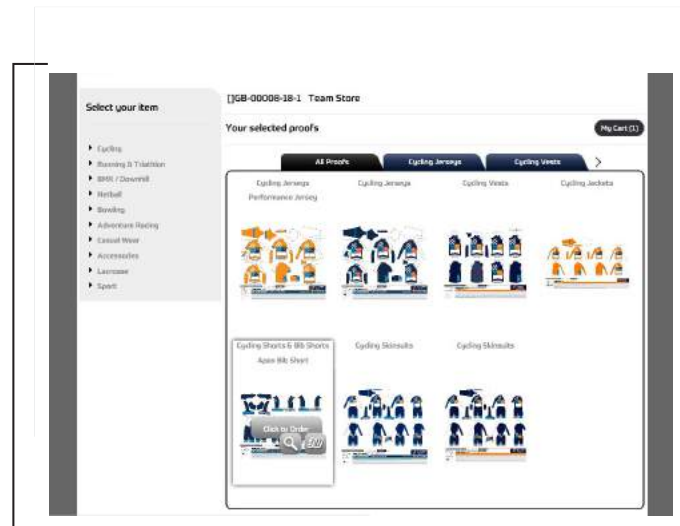 Select your item
Cycling
Running & Triathlon
BMX / Downhill
Netball
Bowling
Adventure Racing
Casual Wear
Accessories
Lacrosse
Sport
[]GB-00008-18-1 Team Store
Your selected proofs
My Cart (1)
All Proofs
Cycling Jerseys
Cycling Vests
Cycling Jerseys
Performance Jersey
Cycling Jerseys
Cycling Vests
Cycling Jackets
Cycling Shorts & Bib Shorts
Apex Bib Short
Click to Order
Cycling Skinsuits
Cycling Skinsuits